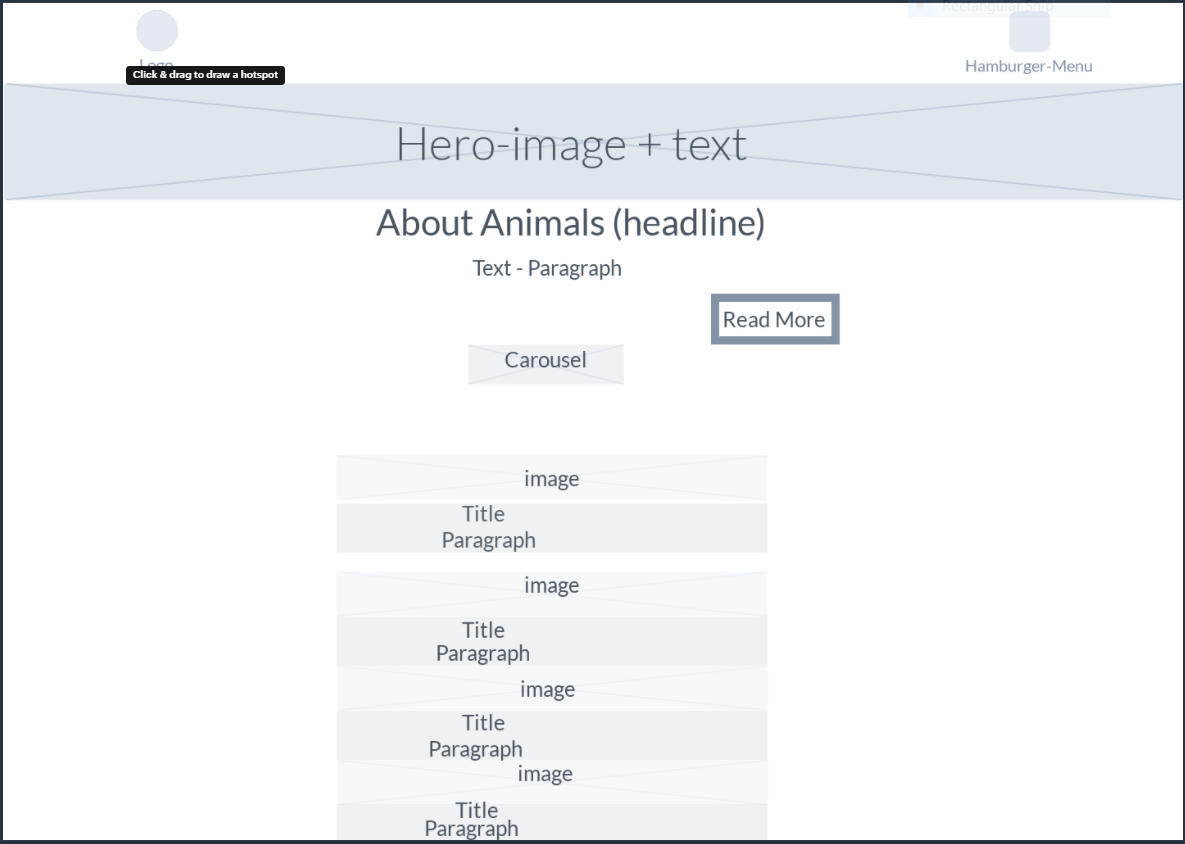 Rectangular Snip
Logo
Click & drag to draw a hotspot
Hamburger-Menu
Hero-image + text
About Animals (headline)
Text - Paragraph
Read More
Carousel
image
Title
Paragraph
image
Title
Paragraph
image
Title
Paragraph
image
Title
Paragraph